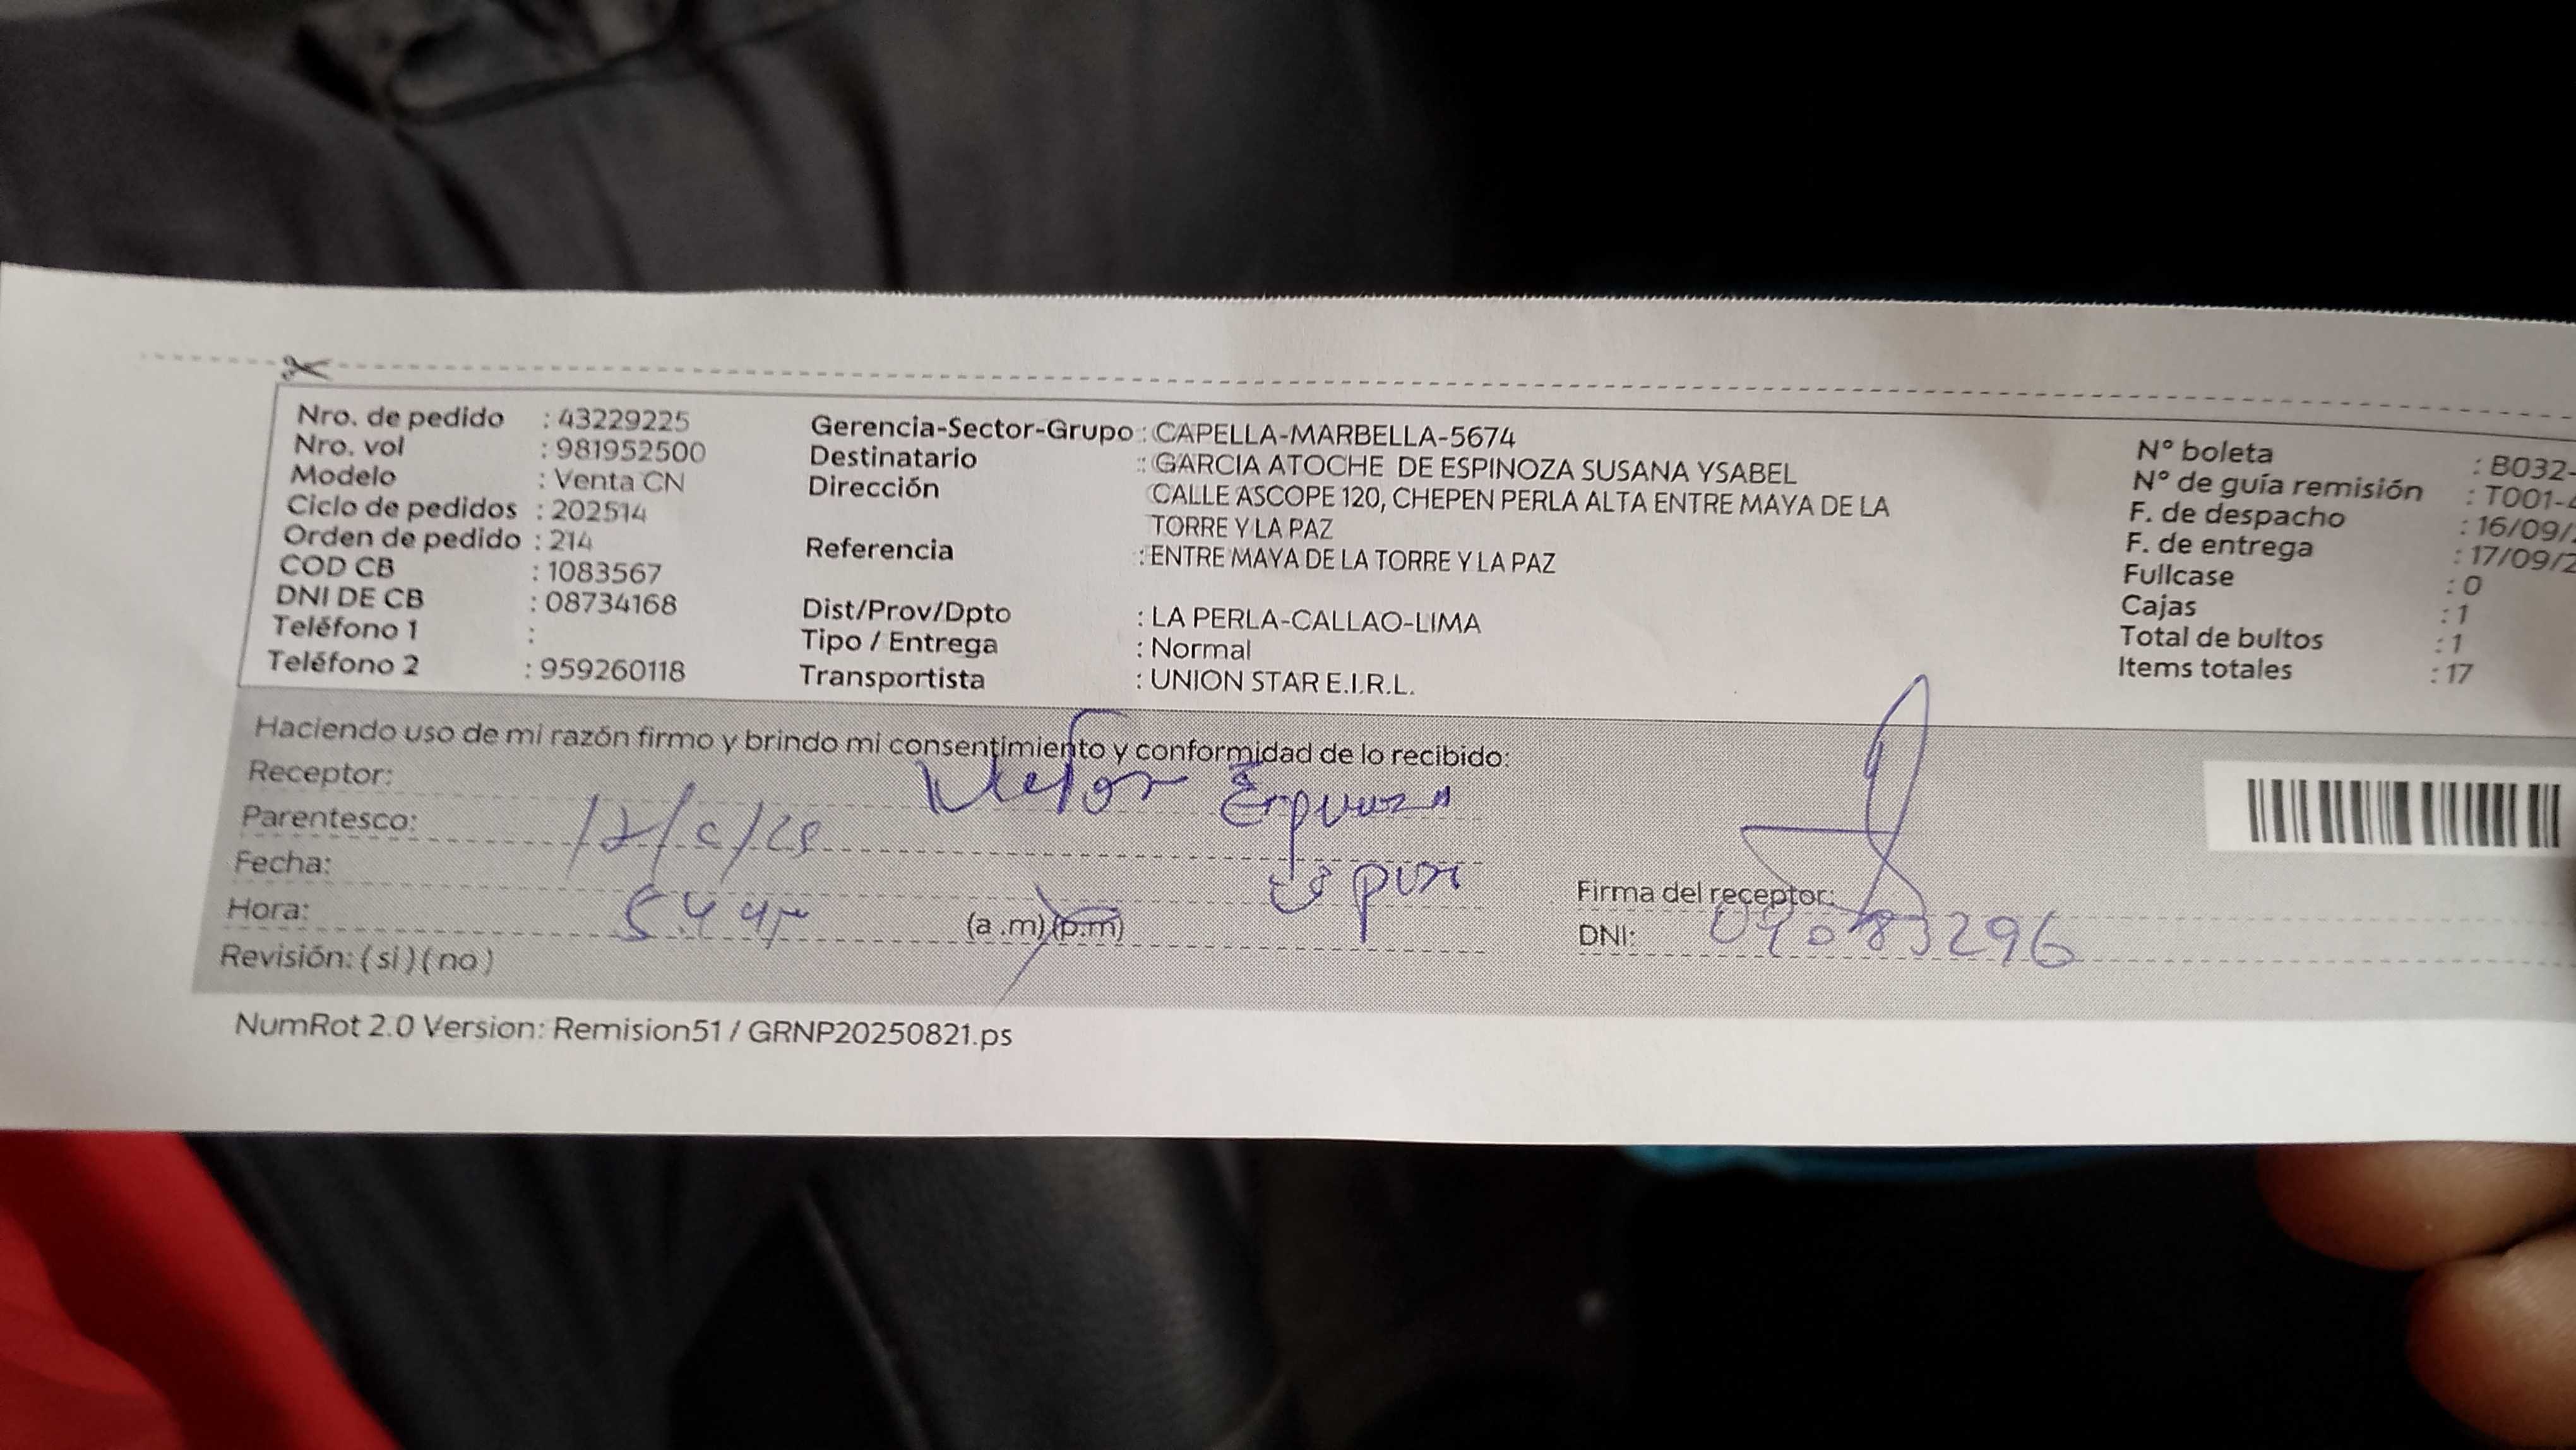 Nro. de pedido : 43229225
Nro. vol : 981952500
Modelo : Venta CN
Ciclo de pedidos : 202514
Orden de pedido : 214
COD CB : 1083567
DNI DE CB : 08734168
Teléfono 1 :
Teléfono 2 : 959260118
Gerencia-Sector-Grupo : CAPELLA-MARBELLA-5674
Destinatario : GARCIA ATOCHE DE ESPINOZA SUSANA YSABEL
Dirección : CALLE ASCOPE 120, CHEPEN PERLA ALTA ENTRE MAYA DE LA
TORRE Y LA PAZ
Referencia : ENTRE MAYA DE LA TORRE Y LA PAZ
Dist/Prov/Dpto : LA PERLA-CALLAO-LIMA
Tipo / Entrega : Normal
Transportista : UNION STAR E.I.R.L.
N° boleta : B032-
N° de guía remisión : T001-4
F. de despacho : 16/09/
F. de entrega : 17/09/2
Fullcase : 0
Cajas : 1
Total de bultos : 1
Items totales : 17
Haciendo uso de mi razón firmo y brindo mi consentimiento y conformidad de lo recibido:
Receptor:
Parentesco:
Fecha:
Hora: (a .m) (p.m)
Revisión: ( si ) ( no )
Firma del receptor:
DNI: 09083296
NumRot 2.0 Version: Remision51 / GRNP20250821.ps